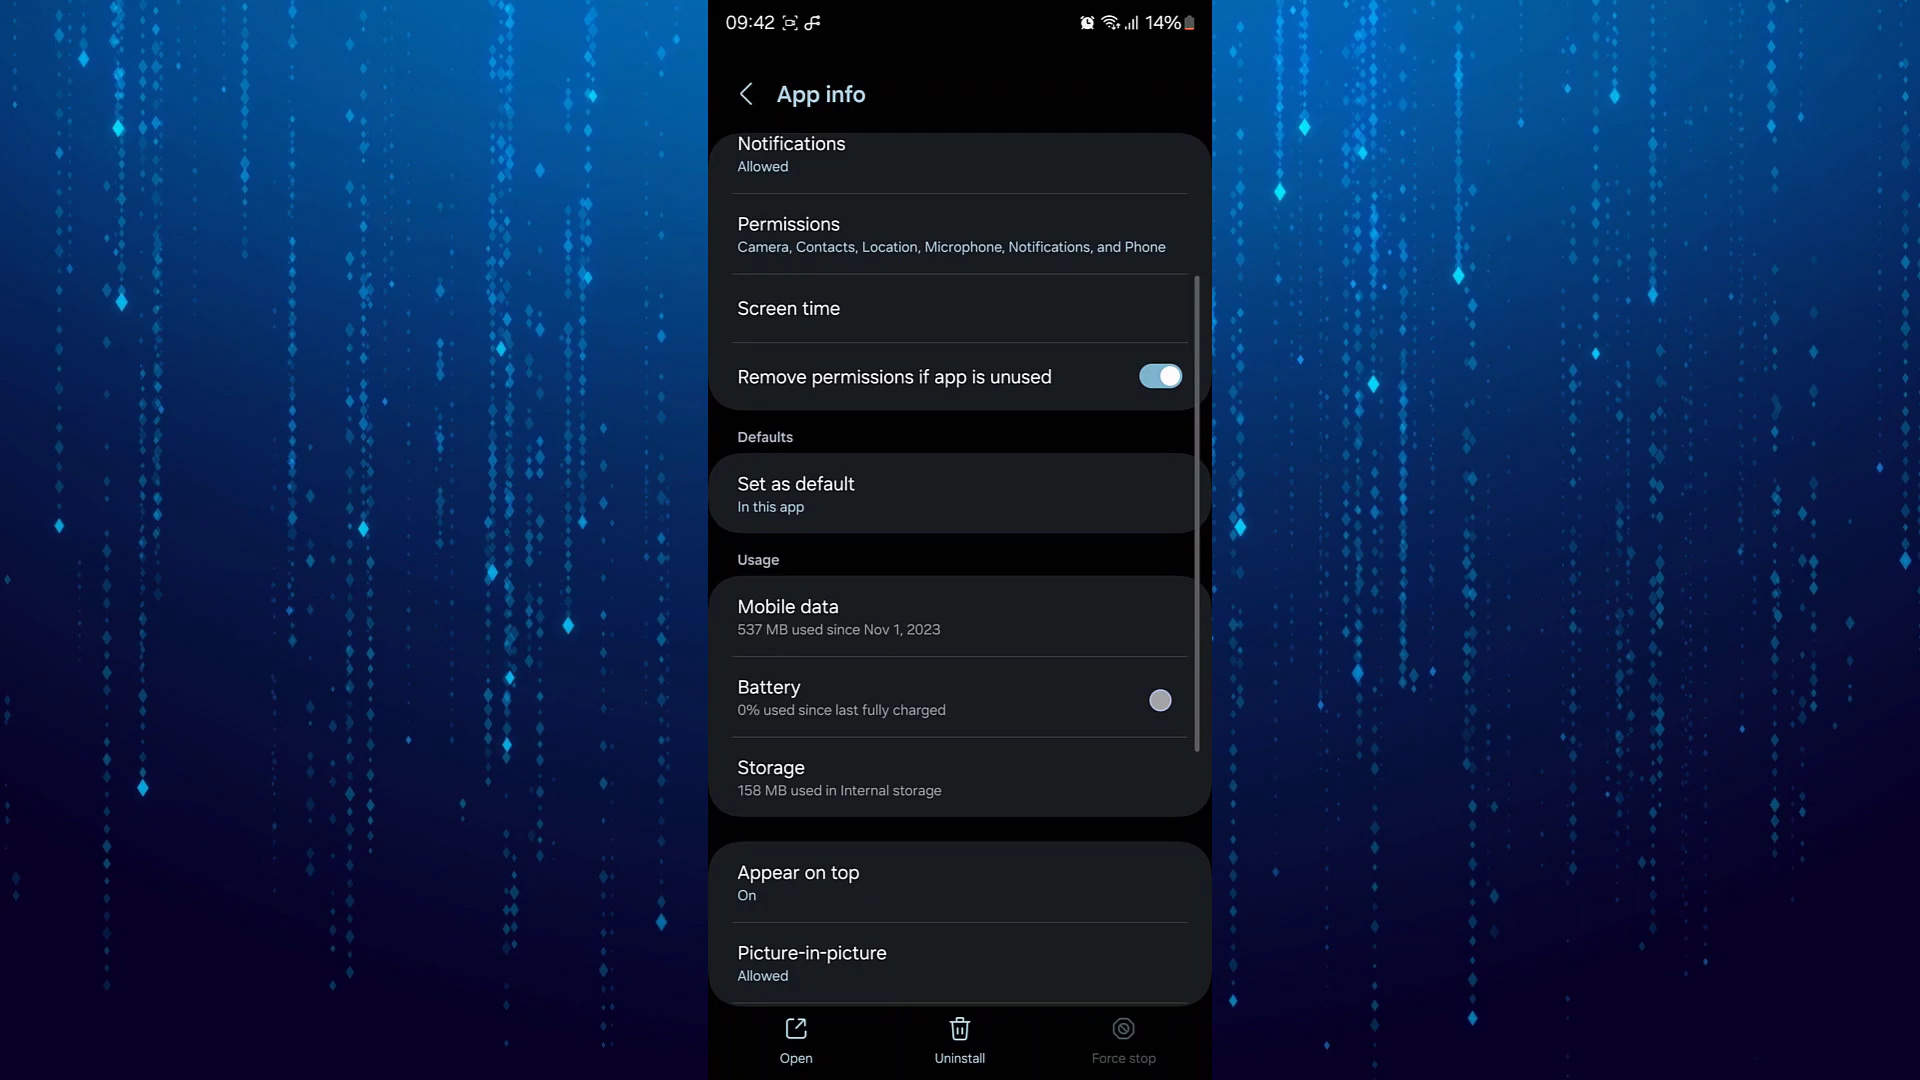 09:42 14%
App info
Notifications
Allowed
Permissions
Camera, Contacts, Location, Microphone, Notifications, and Phone
Screen time
Remove permissions if app is unused
Defaults
Set as default
In this app
Usage
Mobile data
537 MB used since Nov 1, 2023
Battery
0% used since last fully charged
Storage
158 MB used in Internal storage
Appear on top
On
Picture-in-picture
Allowed
Open Uninstall Force stop